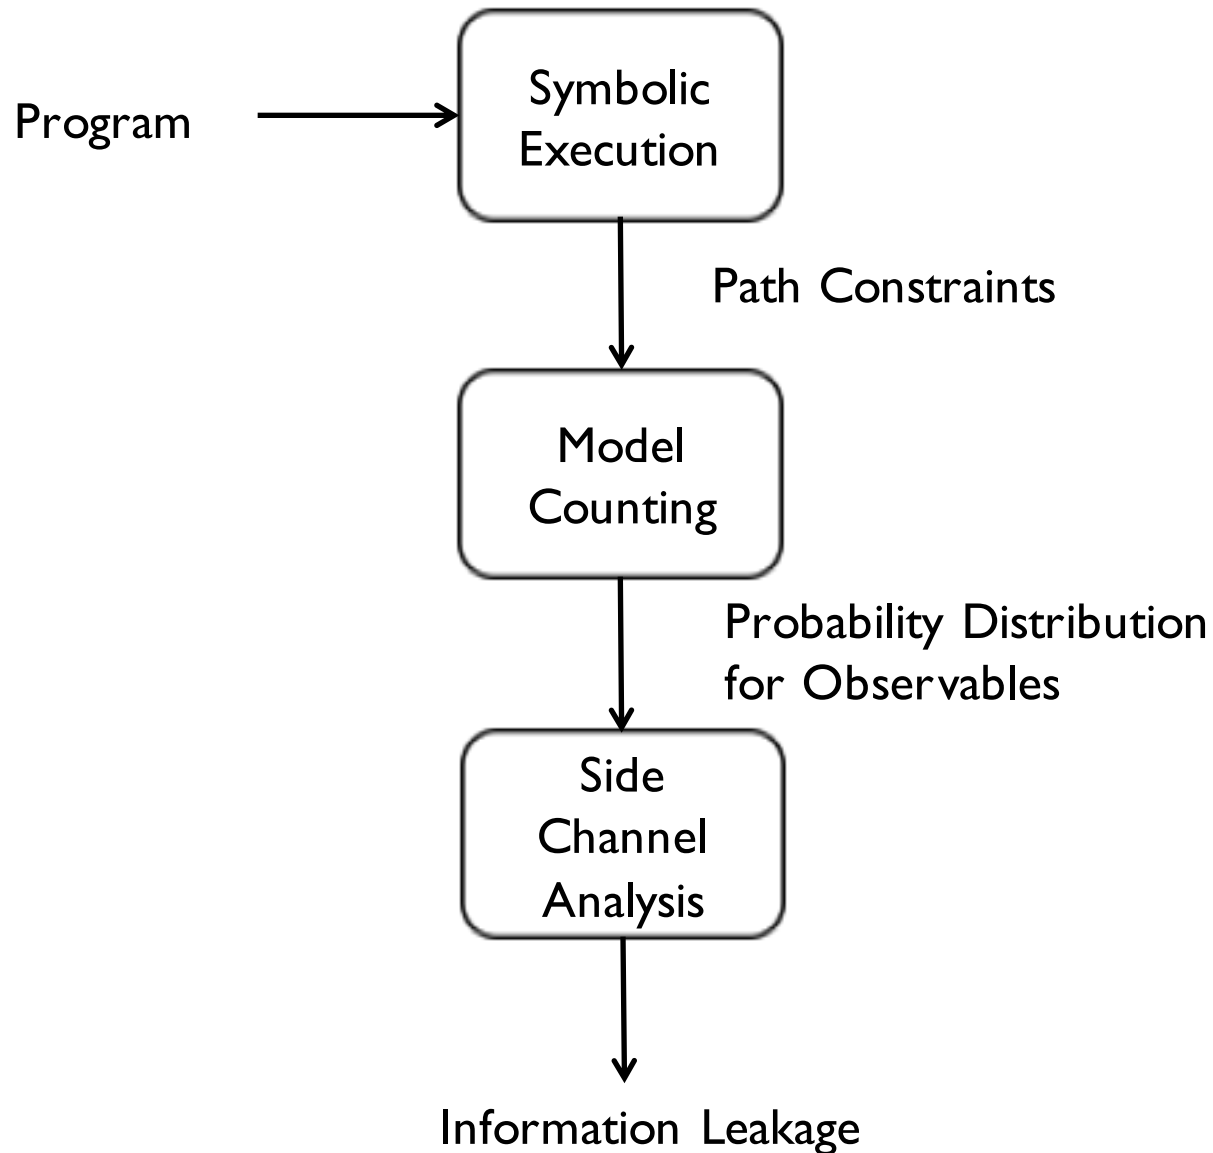 Program
Symbolic
Execution
Path Constraints
Model
Counting
Probability Distribution
for Observables
Side
Channel
Analysis
Information Leakage